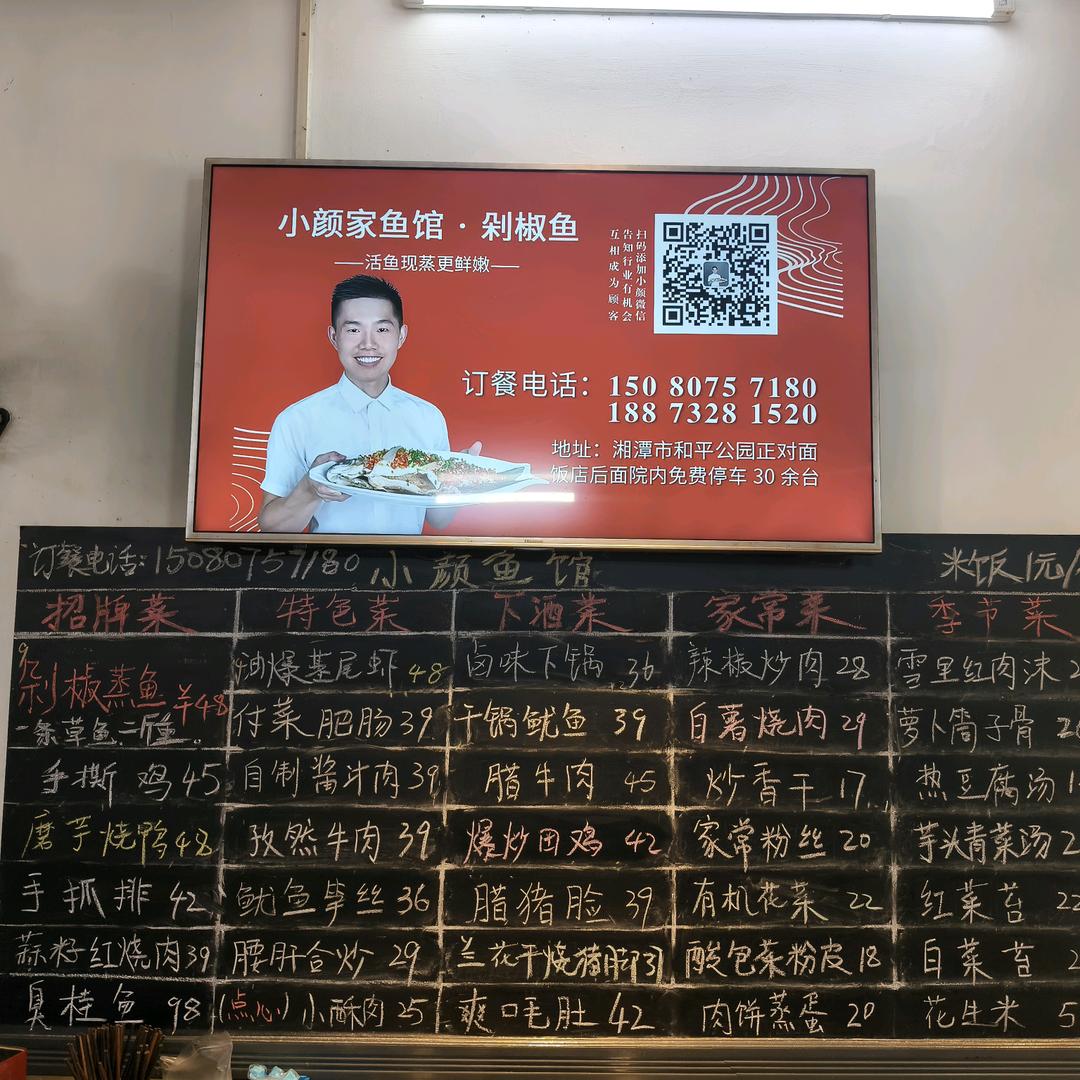 小颜家鱼馆 · 剁椒鱼
——活鱼现蒸更鲜嫩——
扫码添加小颜微信
告知行业有机会
互相成为顾客
订餐电话：150 8075 7180
188 7328 1520
地址：湘潭市和平公园正对面
饭店后面院内免费停车 30 余台
订餐电话:15080757180 小颜鱼馆 米饭1元/
招牌菜 特色菜 下酒菜 家常菜 季节菜
剁椒蒸鱼 ¥48 油爆基尾虾 48 卤味下锅 36 辣椒炒肉 28 雪里红肉沫
一条草鱼二斤 付菜肥肠 39 干锅鱿鱼 39 白薯烧肉 29 萝卜筒子骨
手撕鸡 45 自制酱汁肉 39 腊牛肉 45 炒香干 17 热豆腐汤
磨芋烧鸭 48 孜然牛肉 39 爆炒田鸡 42 家常粉丝 20 芋头青菜汤
手抓排 42 鱿鱼笋丝 36 腊猪脸 39 有机花菜 22 红菜苔 22
蒜籽红烧肉 39 腰肝合炒 29 兰花干烧猪脚 酸包菜粉皮 18 白菜苔
臭桂鱼 98 (点心)小酥肉 25 爽口毛肚 42 肉饼蒸蛋 20 花生米 5